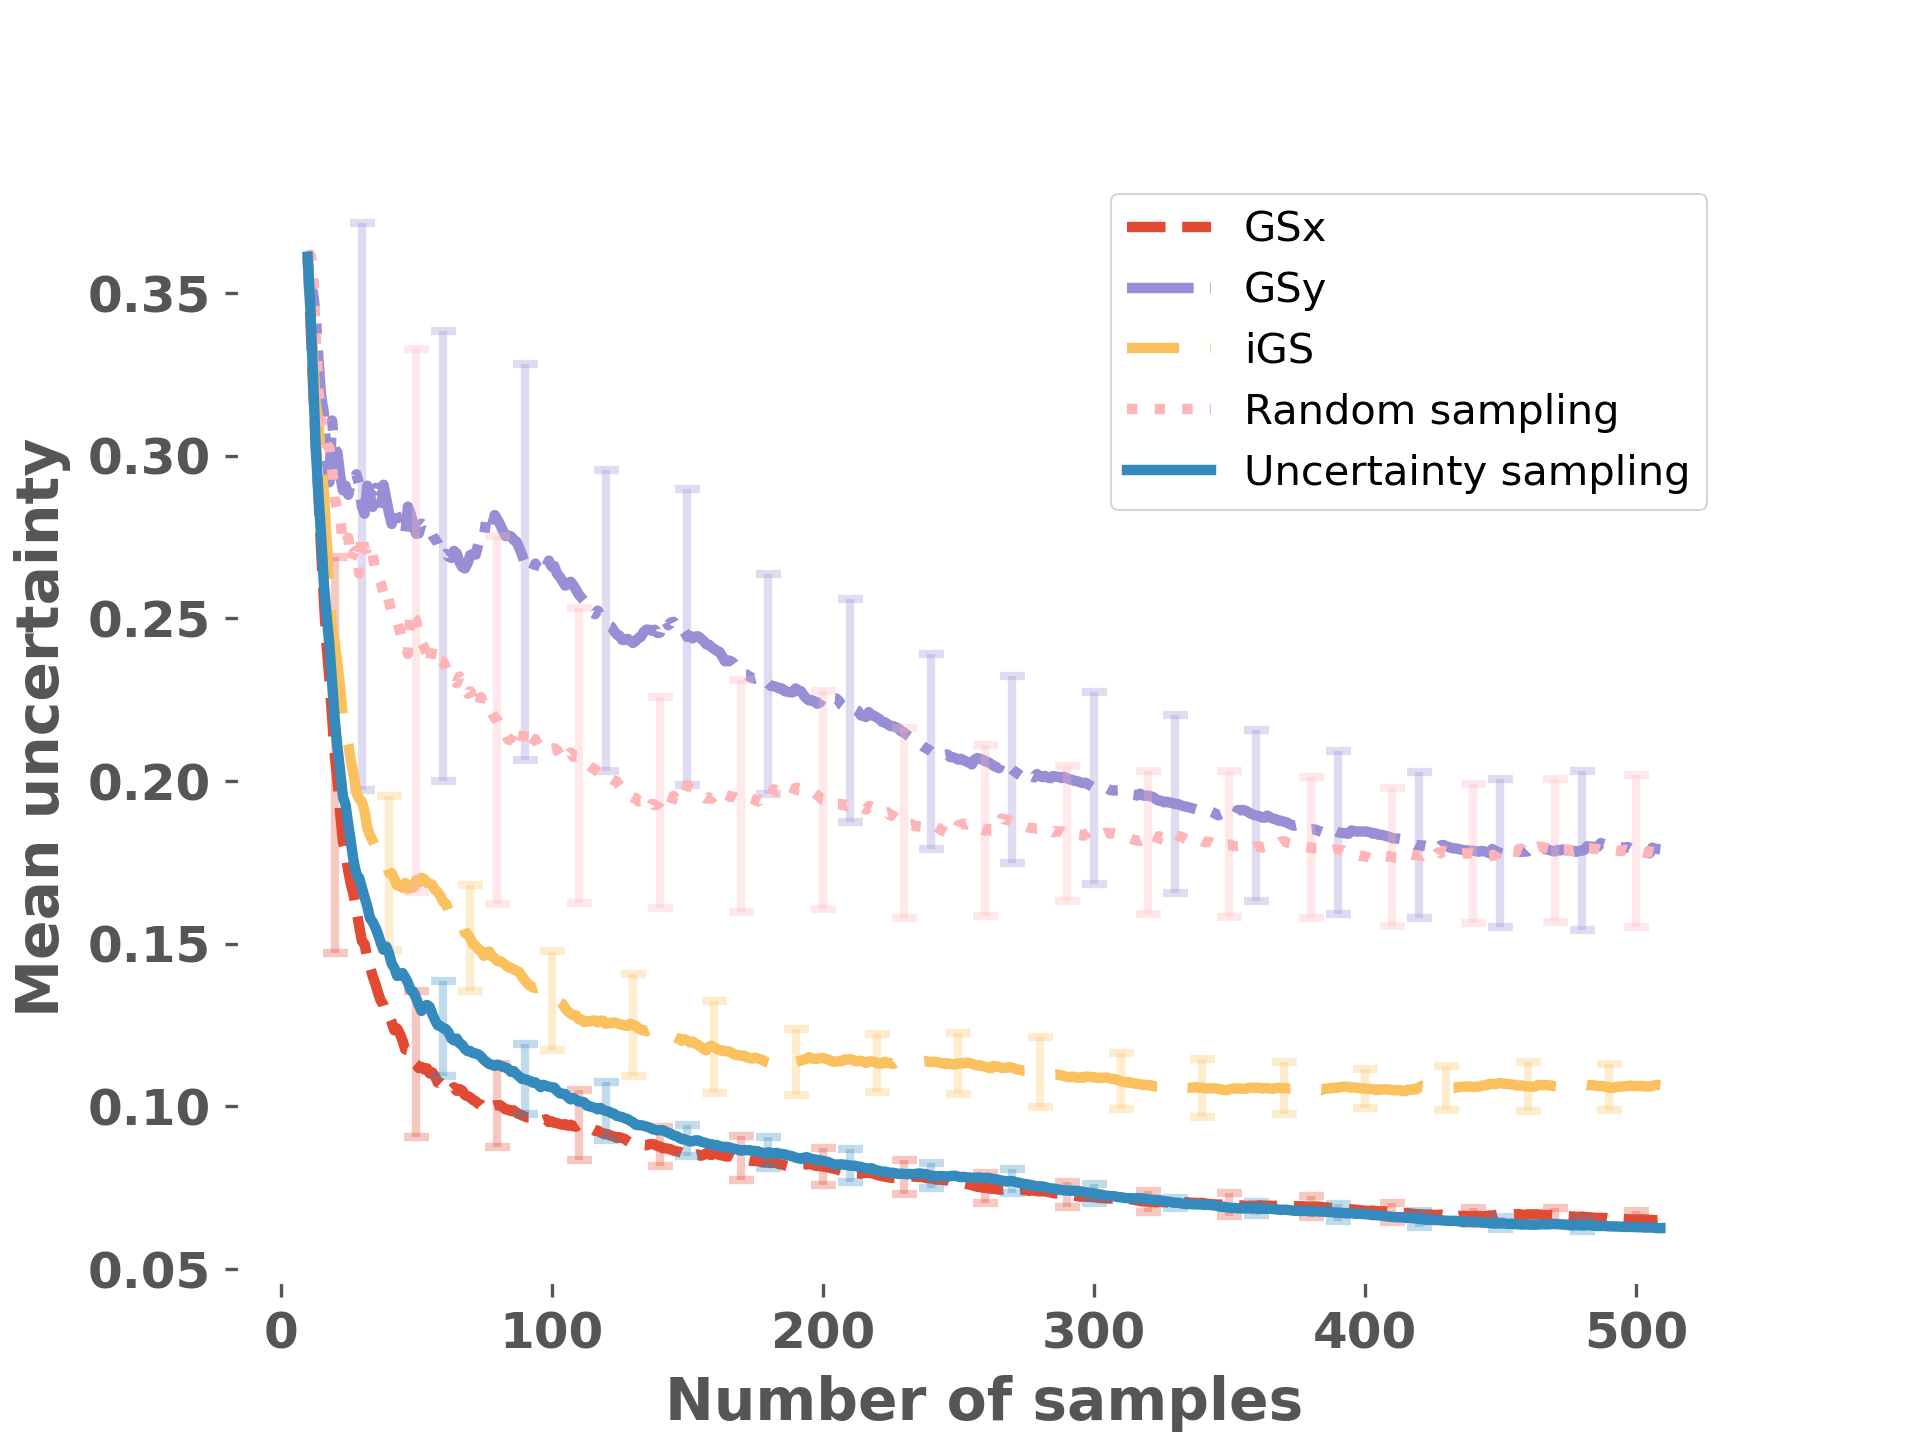 GSx
GSy
iGS
Random sampling
Uncertainty sampling
Mean uncertainty
0.35
0.30
0.25
0.20
0.15
0.10
0.05
0 100 200 300 400 500
Number of samples